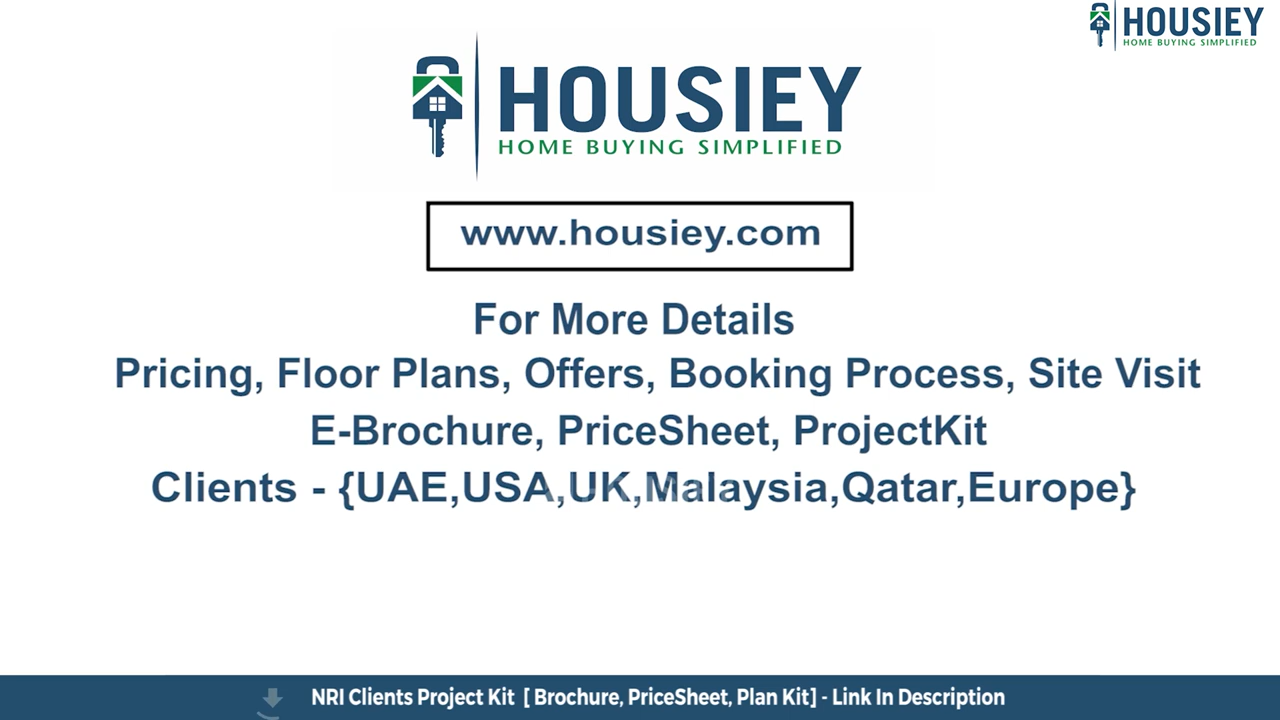 HOUSIEY
HOME BUYING SIMPLIFIED
HOUSIEY
HOME BUYING SIMPLIFIED
www.housiey.com
For More Details
Pricing, Floor Plans, Offers, Booking Process, Site Visit
E-Brochure, PriceSheet, ProjectKit
Clients - {UAE,USA,UK,Malaysia,Qatar,Europe}
NRI Clients Project Kit [ Brochure, PriceSheet, Plan Kit] - Link In Description